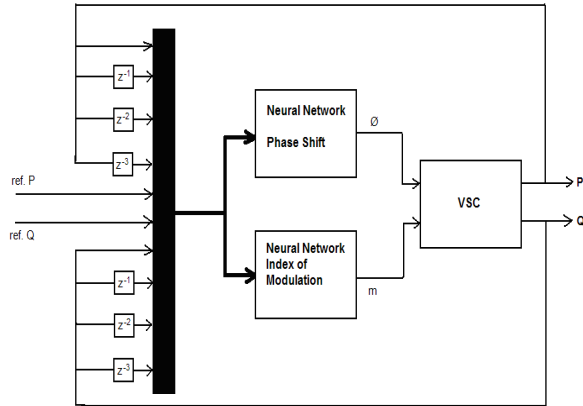 z⁻¹
z⁻²
z⁻³
ref. P
ref. Q
z⁻¹
z⁻²
z⁻³
Neural Network
Phase Shift
Ø
Neural Network
Index of
Modulation
m
VSC
P
Q